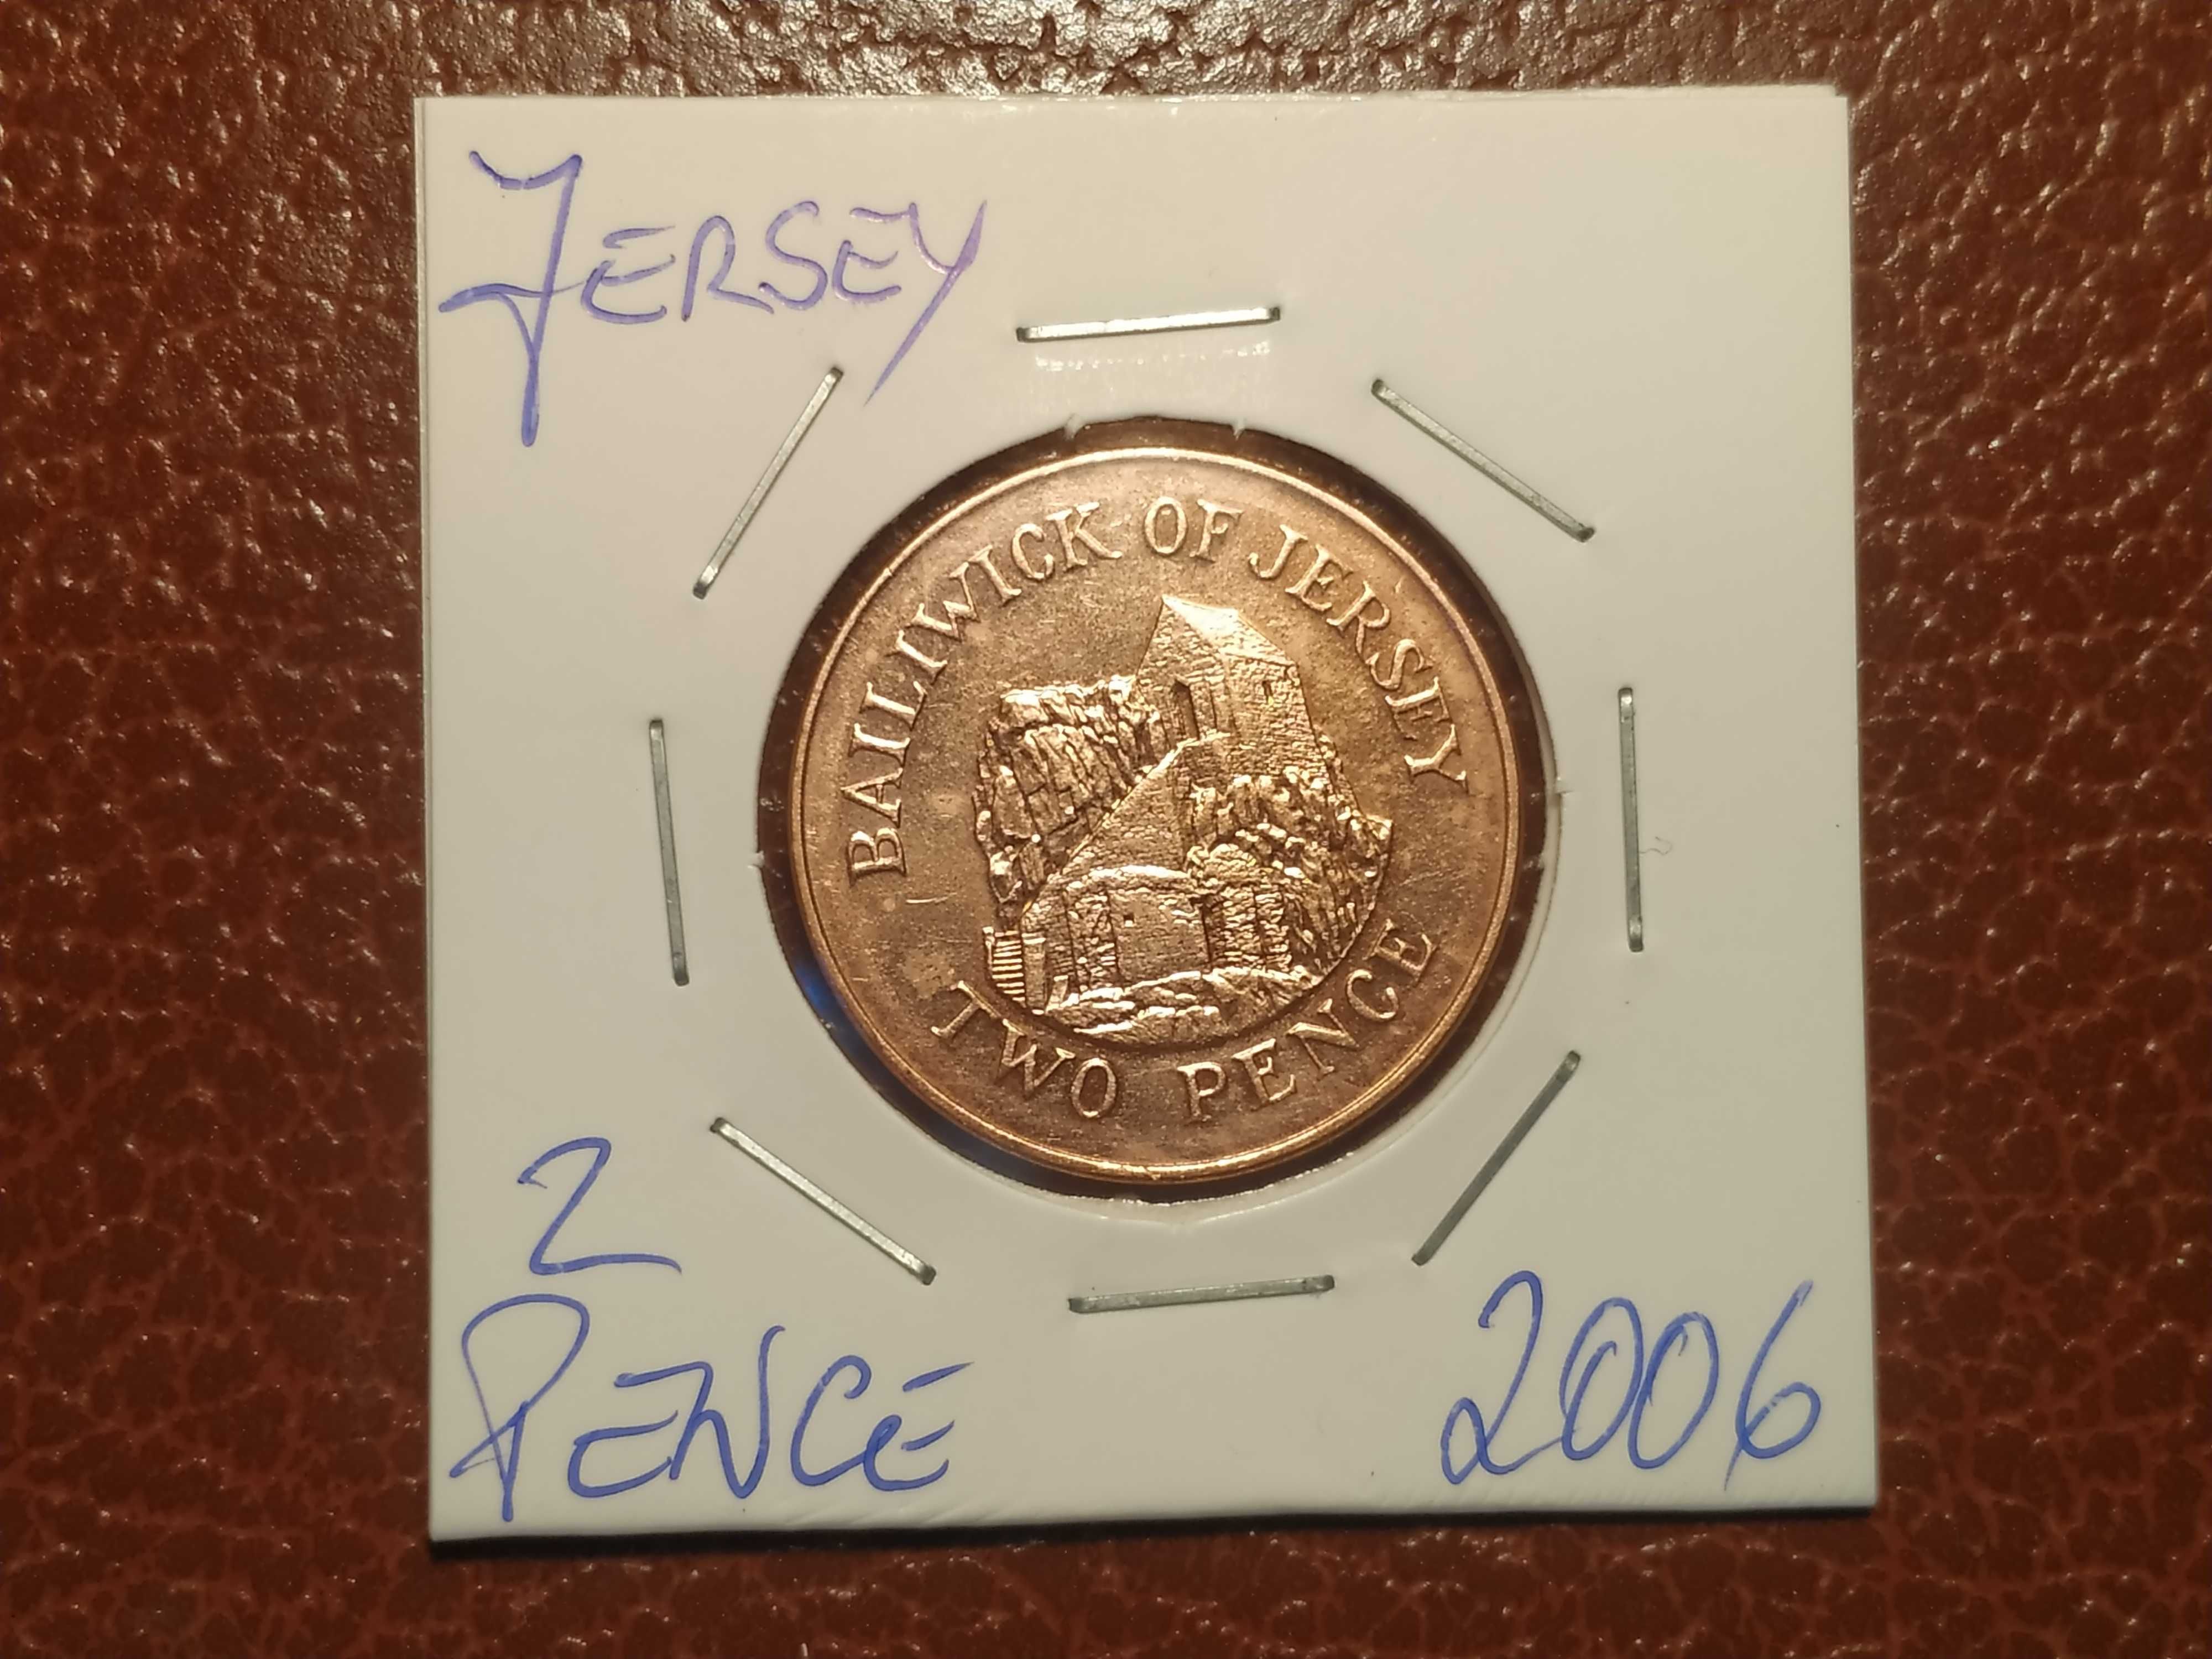 JERSEY
BAILIWICK OF JERSEY
TWO PENCE
2
PENCE
2006